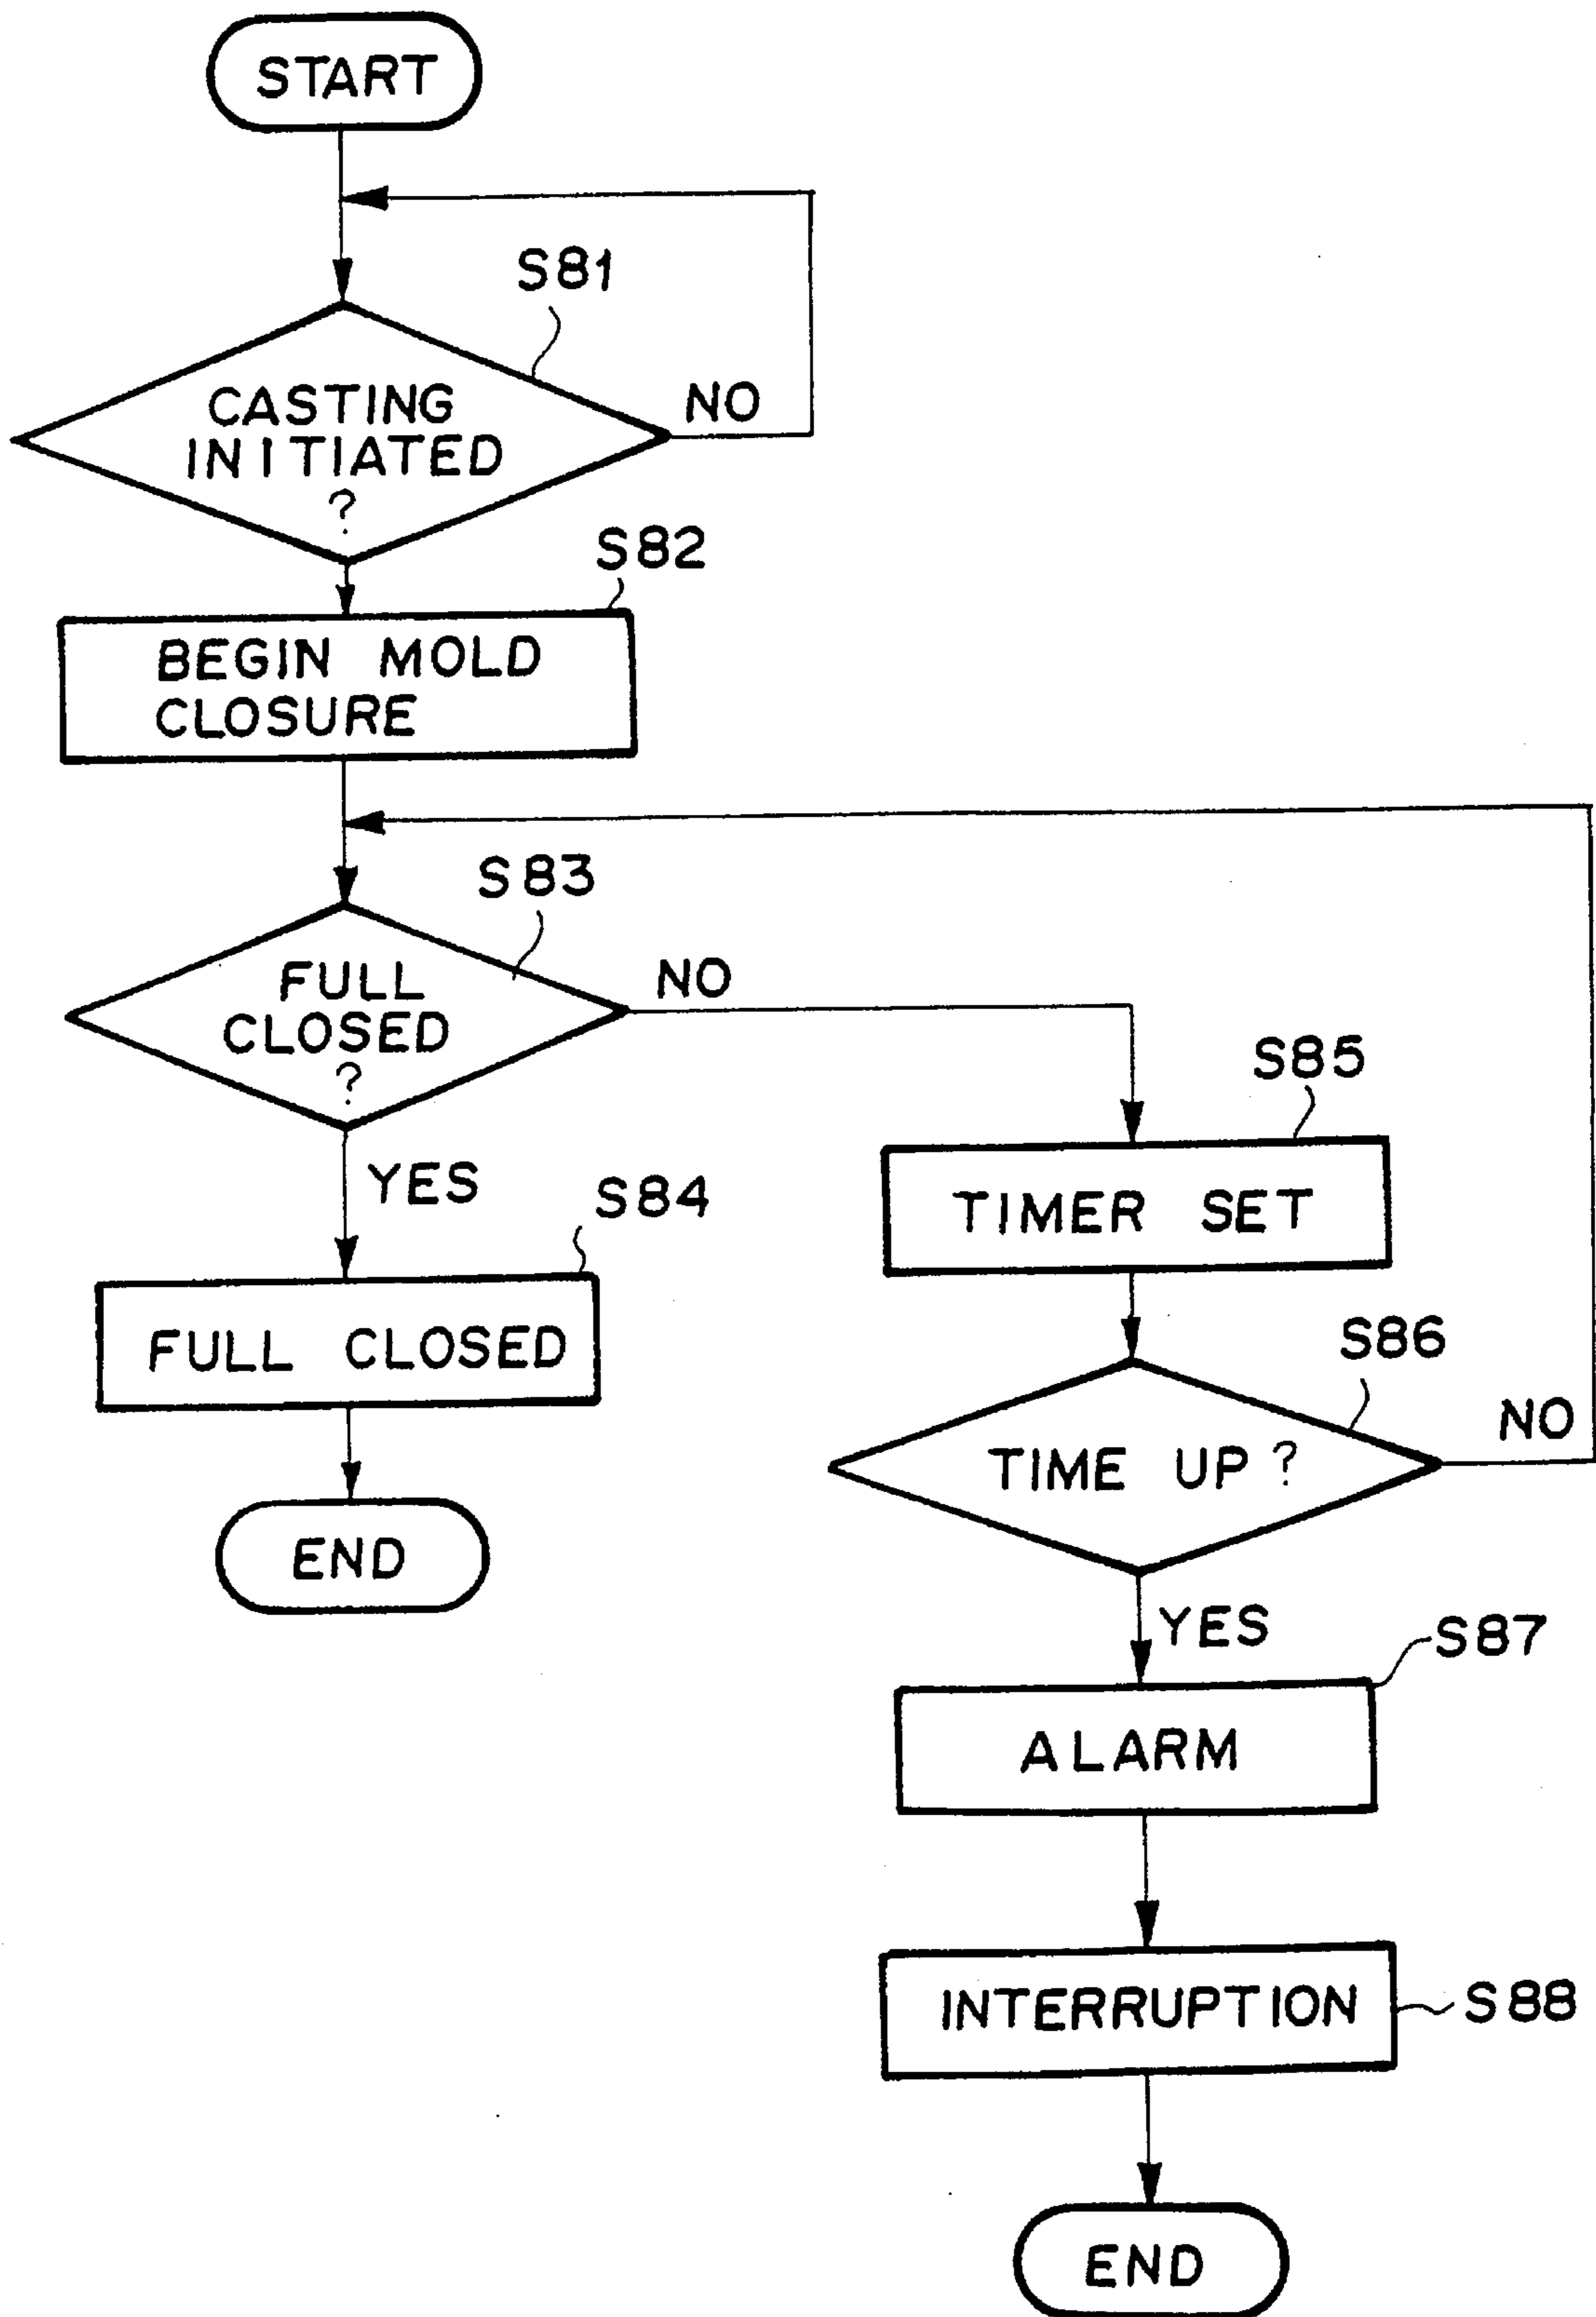 START
S81
CASTING
INITIATED
?
NO
S82
BEGIN MOLD
CLOSURE
S83
FULL
CLOSED
?
NO
YES
S84
FULL CLOSED
END
S85
TIMER SET
S86
TIME UP ?
NO
YES
S87
ALARM
INTERRUPTION
S88
END